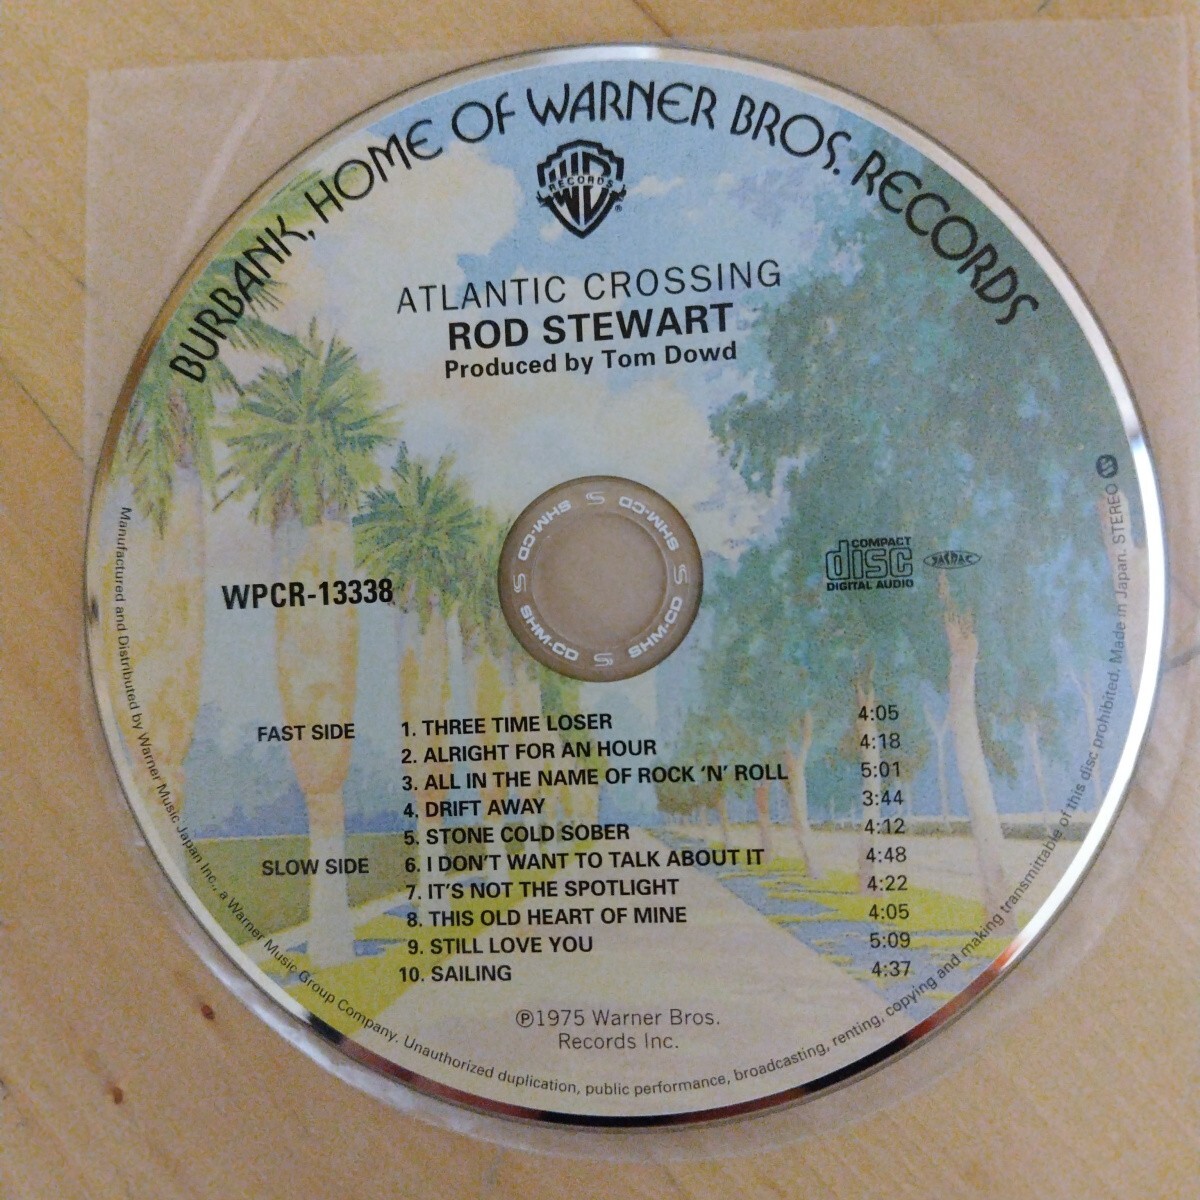 BURBANK, HOME OF WARNER BROS. RECORDS
RECORDS
®
ATLANTIC CROSSING
ROD STEWART
Produced by Tom Dowd
SHM-CD S SHM-CD S SHM-CD S SHM-CD S
WPCR-13338
COMPACT
disc
DIGITAL AUDIO
JASRAC
STEREO
FAST SIDE
1. THREE TIME LOSER 4:05
2. ALRIGHT FOR AN HOUR 4:18
3. ALL IN THE NAME OF ROCK 'N' ROLL 5:01
4. DRIFT AWAY 3:44
5. STONE COLD SOBER 4:12
SLOW SIDE
6. I DON'T WANT TO TALK ABOUT IT 4:48
7. IT'S NOT THE SPOTLIGHT 4:22
8. THIS OLD HEART OF MINE 4:05
9. STILL LOVE YOU 5:09
10. SAILING 4:37
℗1975 Warner Bros.
Records Inc.
Manufactured and Distributed by Warner Music Japan Inc., a Warner Music Group Company. Unauthorized duplication, public performance, broadcasting, renting, copying and making transmittable of this disc prohibited. Made in Japan.